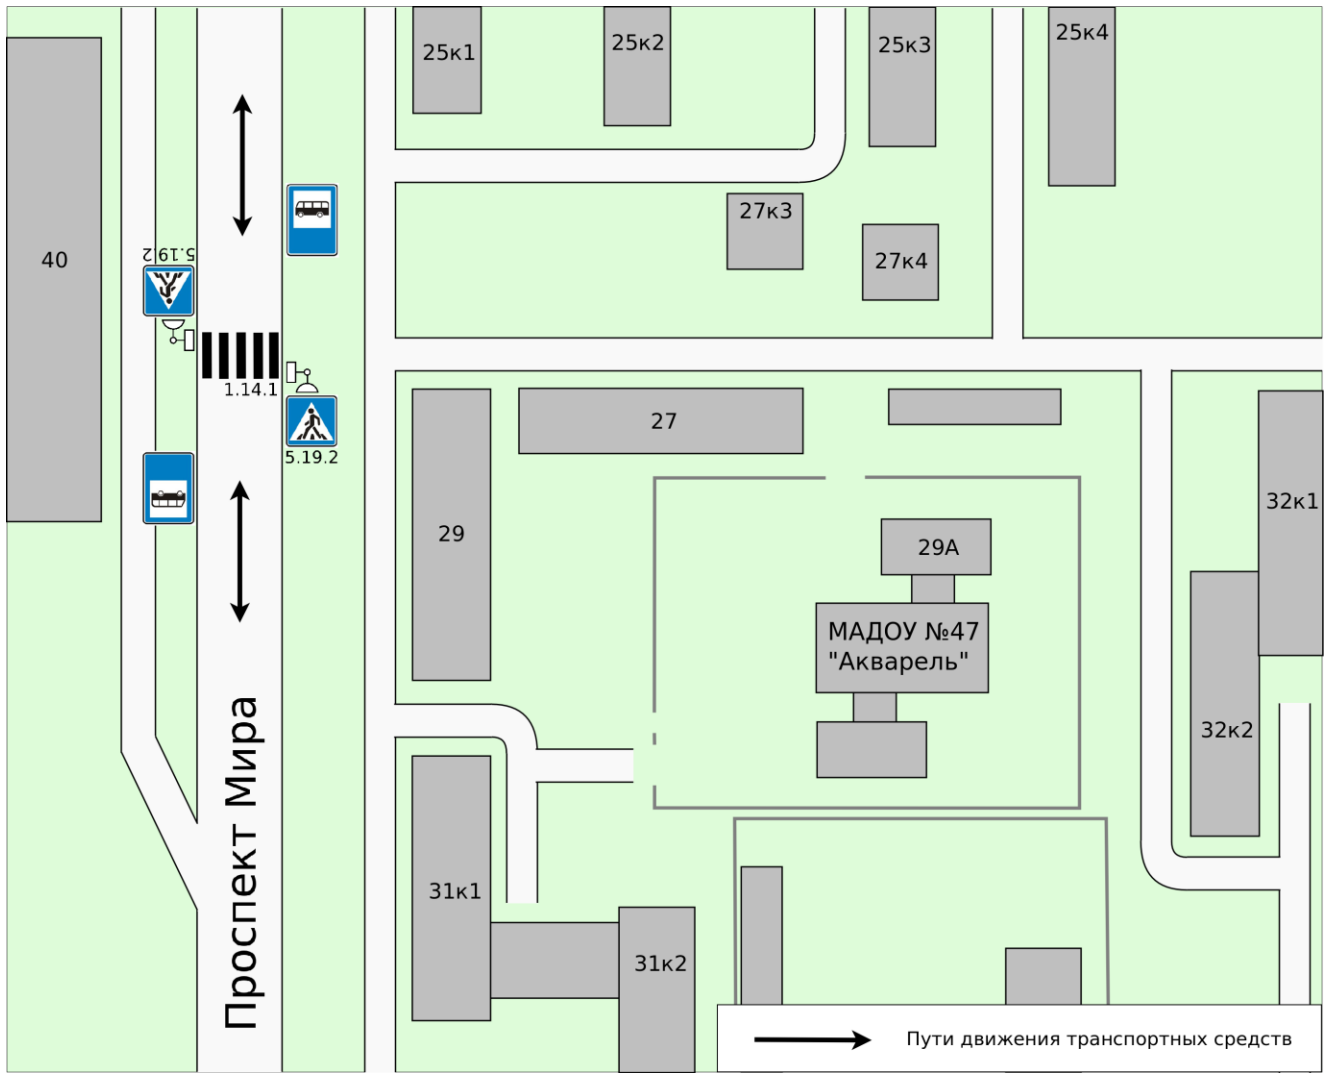 25к1
25к2
25к3
25к4
27к3
27к4
40
5.19.2
1.14.1
5.19.2
27
29
29А
МАДОУ №47
"Акварель"
32к1
32к2
Проспект Мира
31к1
31к2
Пути движения транспортных средств